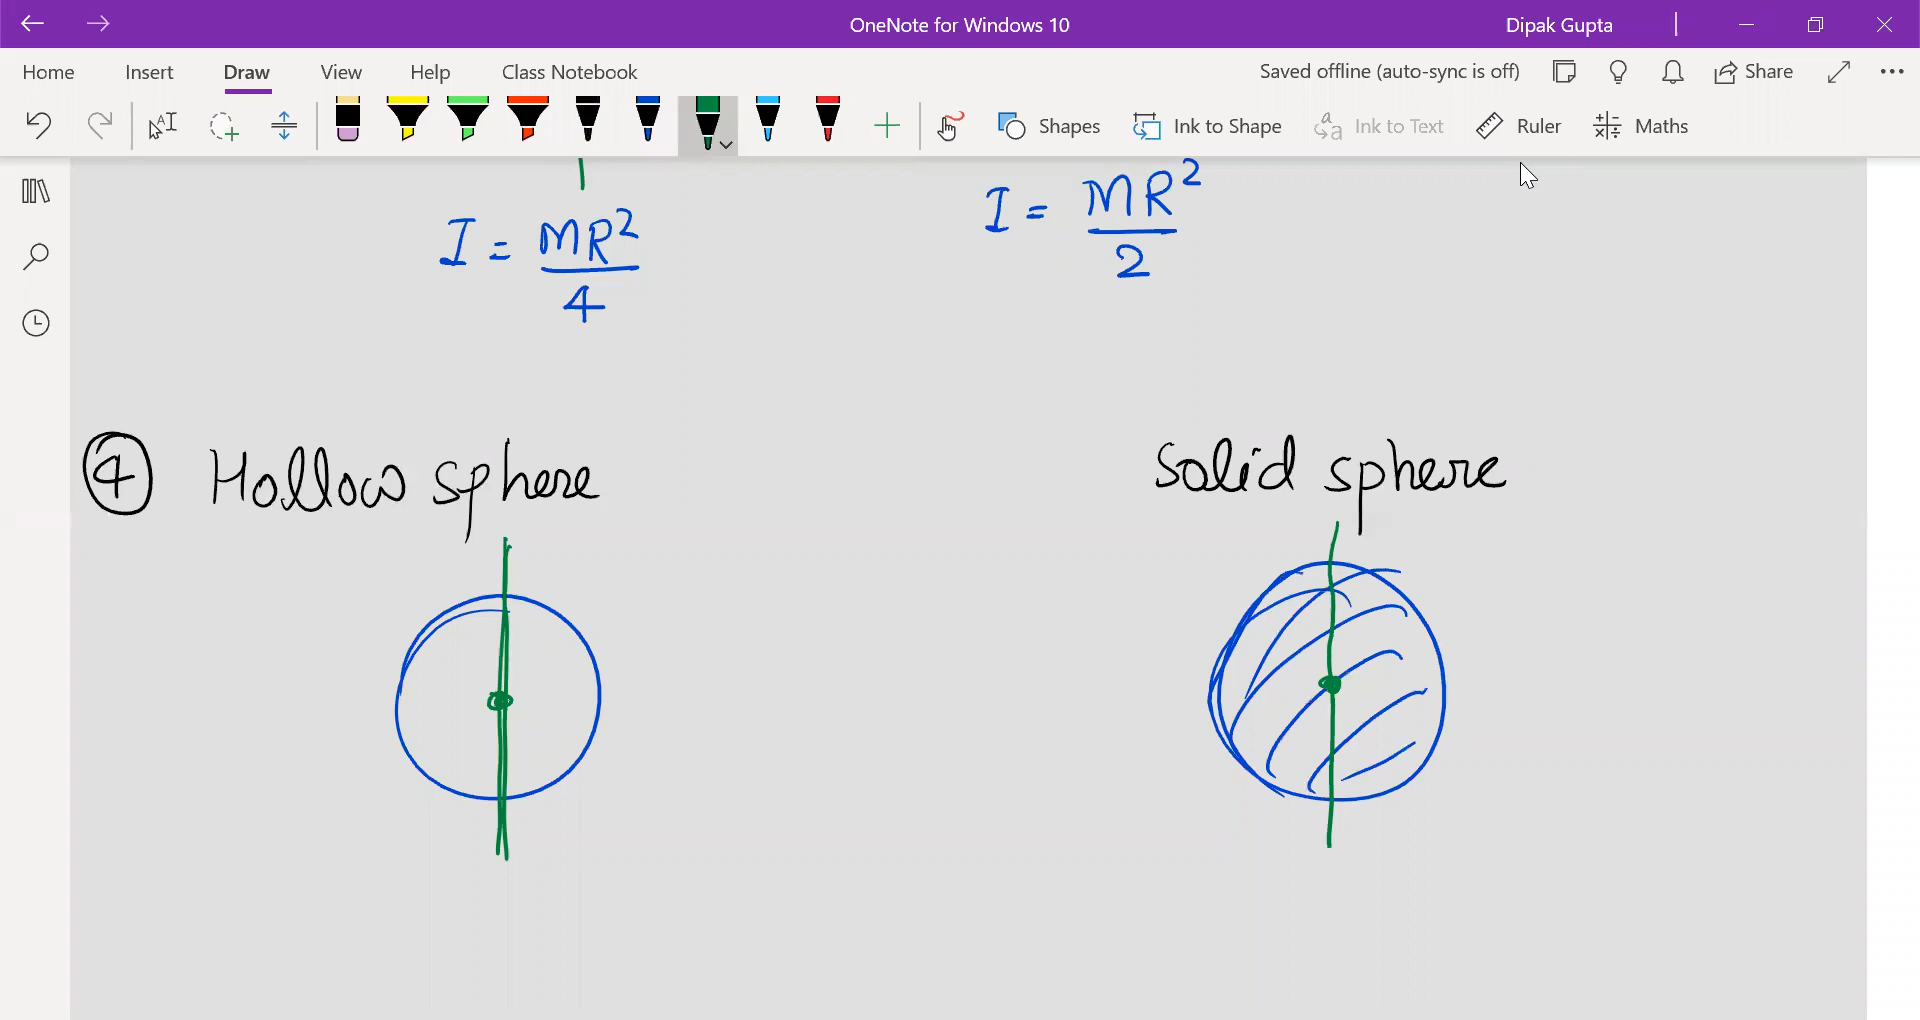 OneNote for Windows 10
Dipak Gupta
Home Insert Draw View Help Class Notebook
Saved offline (auto-sync is off) Share
Shapes Ink to Shape Ink to Text Ruler Maths
I = MR²/4
I = MR²/2
④ Hollow sphere
Solid sphere